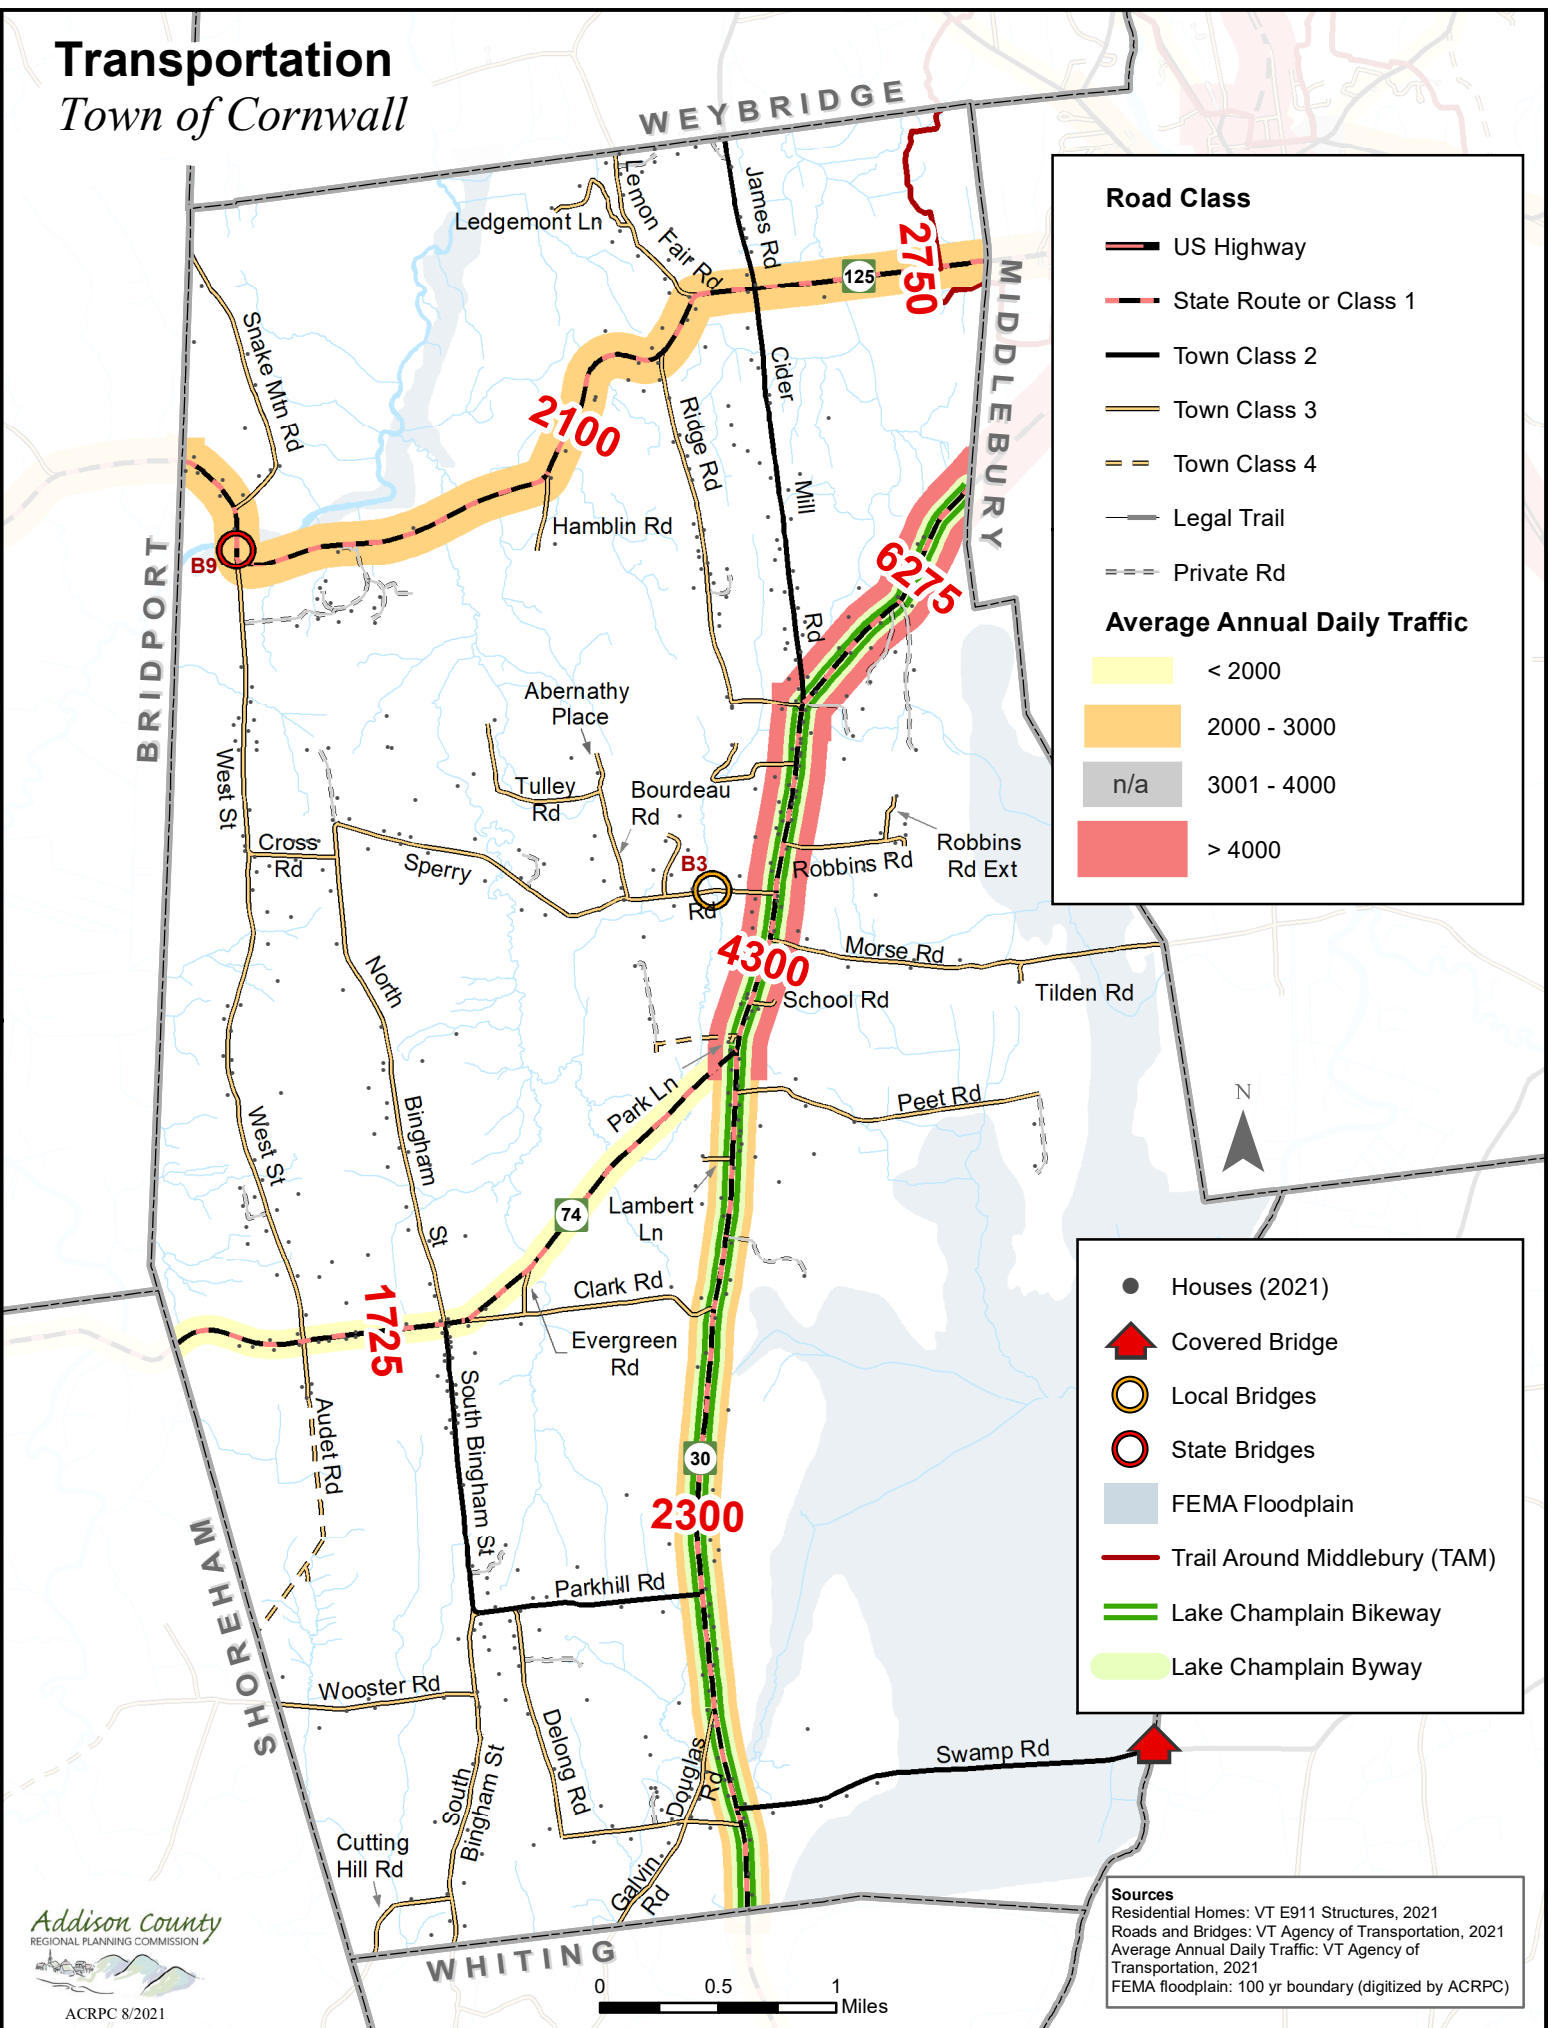 Transportation
Town of Cornwall
WEYBRIDGE
MIDDLEBURY
BRIDPORT
SHOREHAM
WHITING
Ledgemont Ln
Lemon Fair Rd
James Rd
125
2750
Snake Mtn Rd
2100
Ridge Rd
Cider
Mill
Rd
Hamblin Rd
B9
6275
Abernathy
Place
West St
Tulley
Rd
Bourdeau
Rd
Cross
Rd
Sperry
Rd
B3
Robbins Rd
Robbins
Rd Ext
4300
Morse Rd
Tilden Rd
School Rd
North
Bingham
St
West St
Park Ln
Peet Rd
74
Lambert
Ln
Clark Rd
Evergreen
Rd
1725
Audet Rd
South Bingham St
30
2300
Parkhill Rd
Wooster Rd
Delong Rd
Douglas
Rd
Swamp Rd
South
Bingham St
Cutting
Hill Rd
Galvin
Rd
Road Class
US Highway
State Route or Class 1
Town Class 2
Town Class 3
Town Class 4
Legal Trail
Private Rd
Average Annual Daily Traffic
< 2000
2000 - 3000
n/a 3001 - 4000
> 4000
N
Houses (2021)
Covered Bridge
Local Bridges
State Bridges
FEMA Floodplain
Trail Around Middlebury (TAM)
Lake Champlain Bikeway
Lake Champlain Byway
Sources
Residential Homes: VT E911 Structures, 2021
Roads and Bridges: VT Agency of Transportation, 2021
Average Annual Daily Traffic: VT Agency of
Transportation, 2021
FEMA floodplain: 100 yr boundary (digitized by ACRPC)
Addison County
REGIONAL PLANNING COMMISSION
ACRPC 8/2021
0 0.5 1
Miles